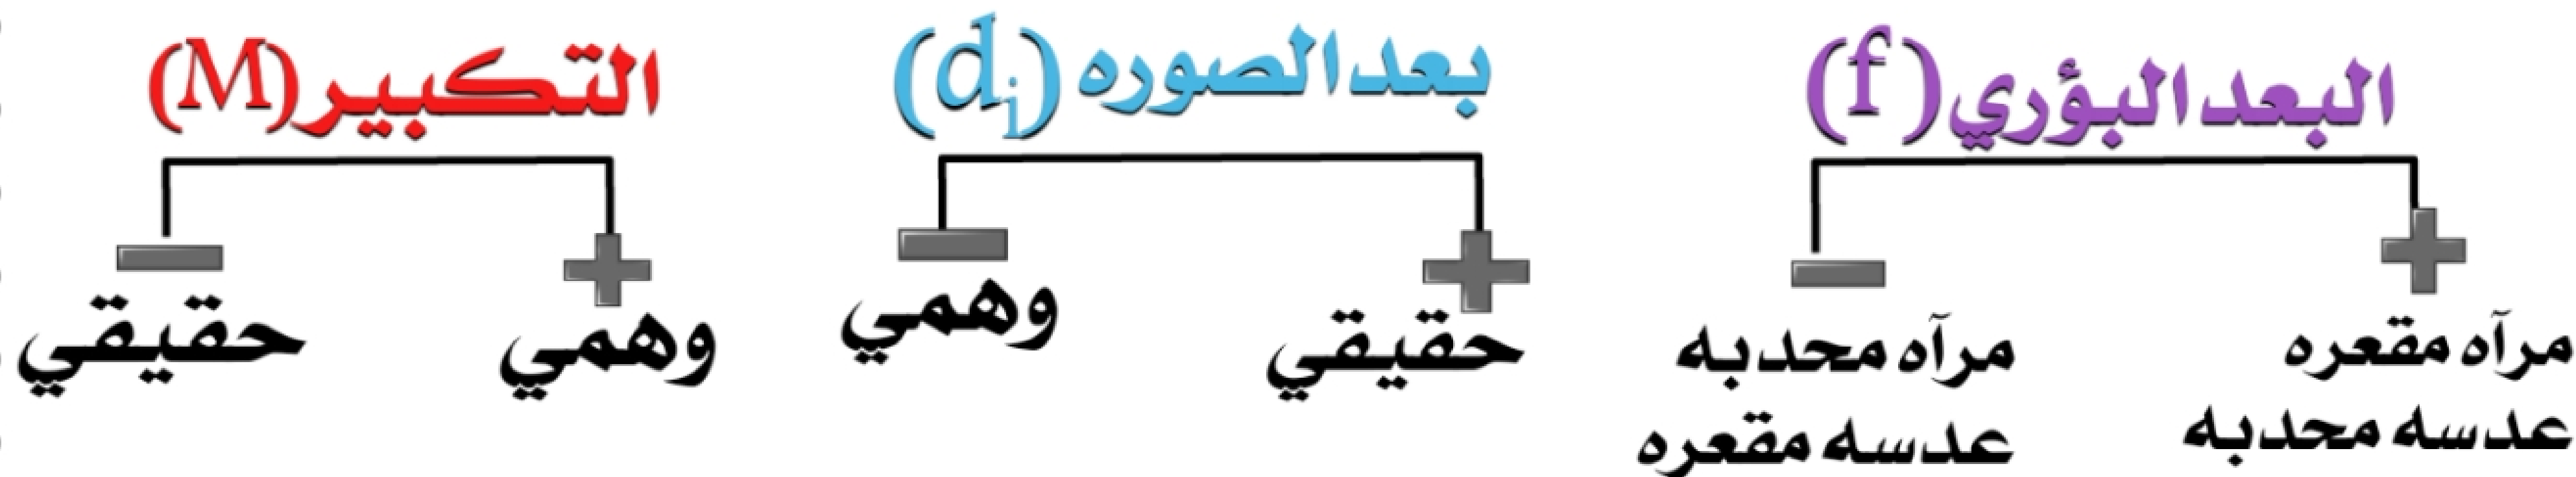 البعد البؤري (f)
+
مرآه مقعره
عدسه محدبه
−
مرآه محدبه
عدسه مقعره
بعد الصوره (di)
+
حقيقي
−
وهمي
التكبير (M)
+
وهمي
−
حقيقي